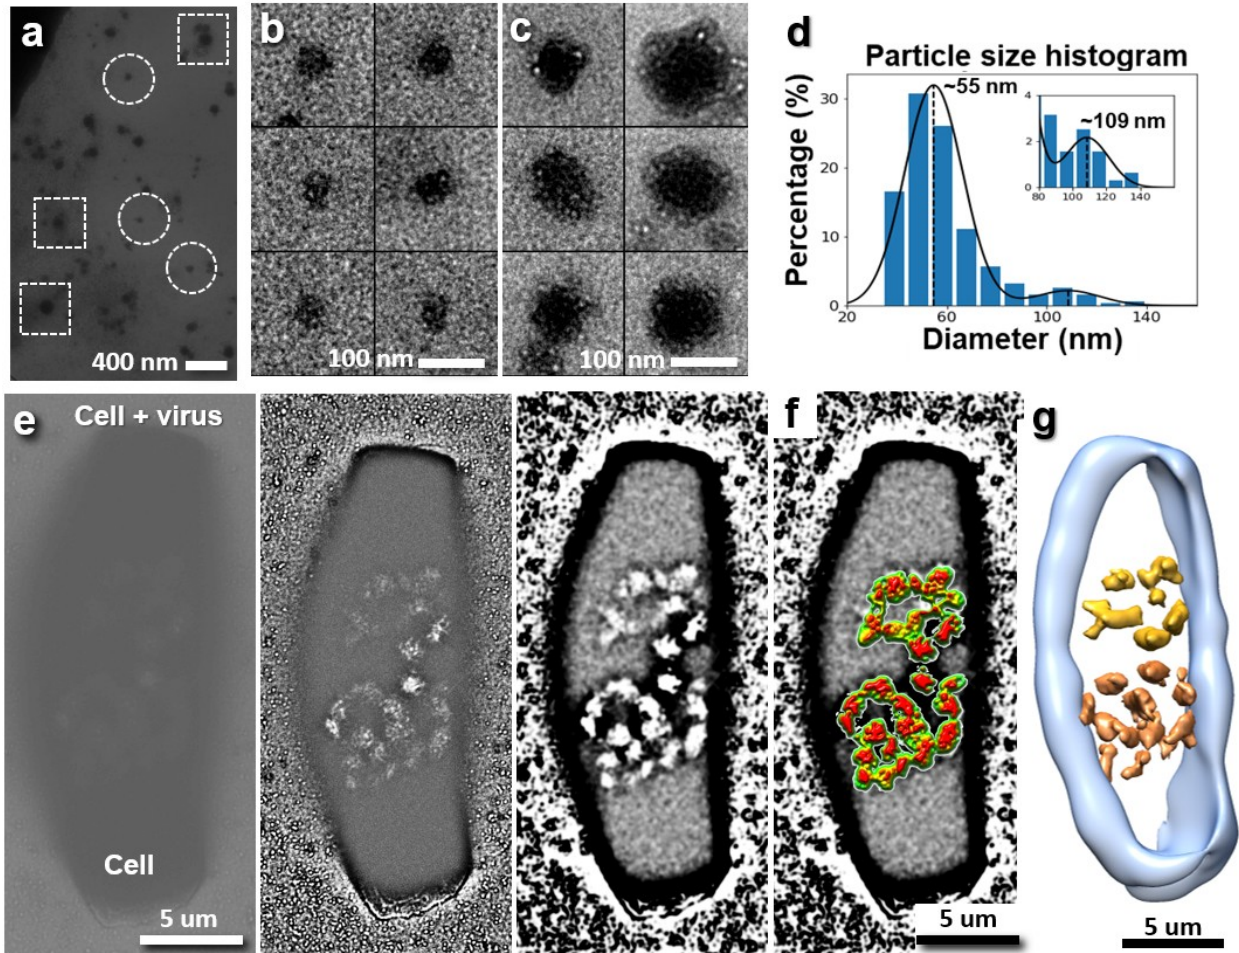 a
400 nm
b
100 nm
c
100 nm
d
Particle size histogram
Percentage (%)
30
20
10
0
20
60
100
140
Diameter (nm)
~55 nm
4
2
0
80
100
120
140
~109 nm
e
Cell + virus
Cell
5 um
f
5 um
g
5 um